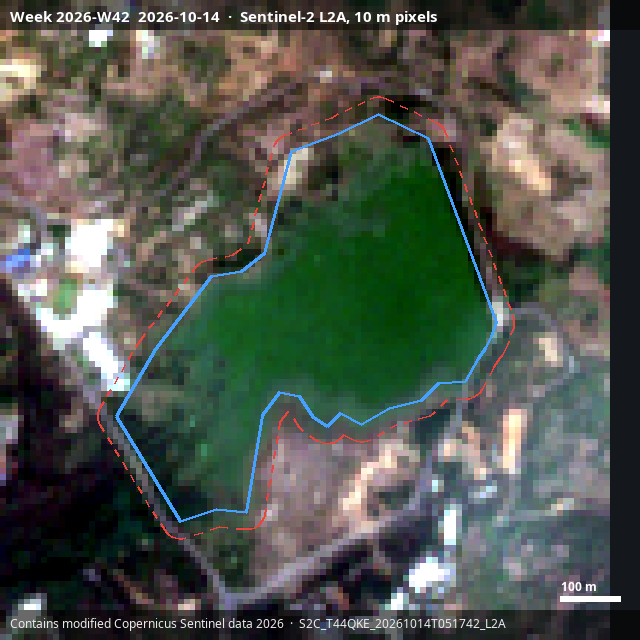 Week 2026-W42 2026-10-14 · Sentinel-2 L2A, 10 m pixels
100 m
Contains modified Copernicus Sentinel data 2026 · S2C_T44QKE_20261014T051742_L2A